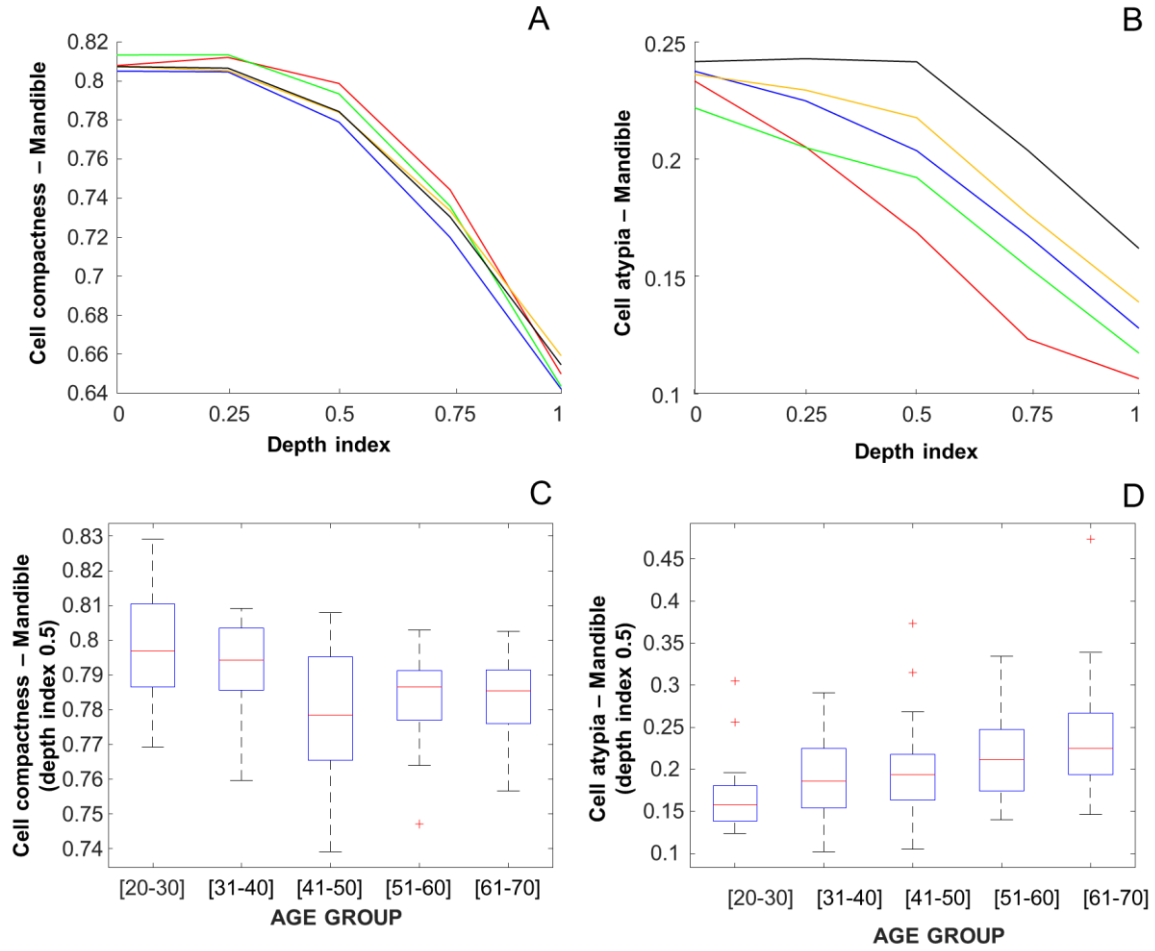 A
Cell compactness – Mandible
0.82
0.8
0.78
0.76
0.74
0.72
0.7
0.68
0.66
0.64
0 0.25 0.5 0.75 1
Depth index
B
Cell atypia – Mandible
0.25
0.2
0.15
0.1
0 0.25 0.5 0.75 1
Depth index
C
Cell compactness – Mandible
(depth index 0.5)
0.83
0.82
0.81
0.8
0.79
0.78
0.77
0.76
0.75
0.74
[20-30] [31-40] [41-50] [51-60] [61-70]
AGE GROUP
D
Cell atypia – Mandible
(depth index 0.5)
0.45
0.4
0.35
0.3
0.25
0.2
0.15
0.1
[20-30] [31-40] [41-50] [51-60] [61-70]
AGE GROUP